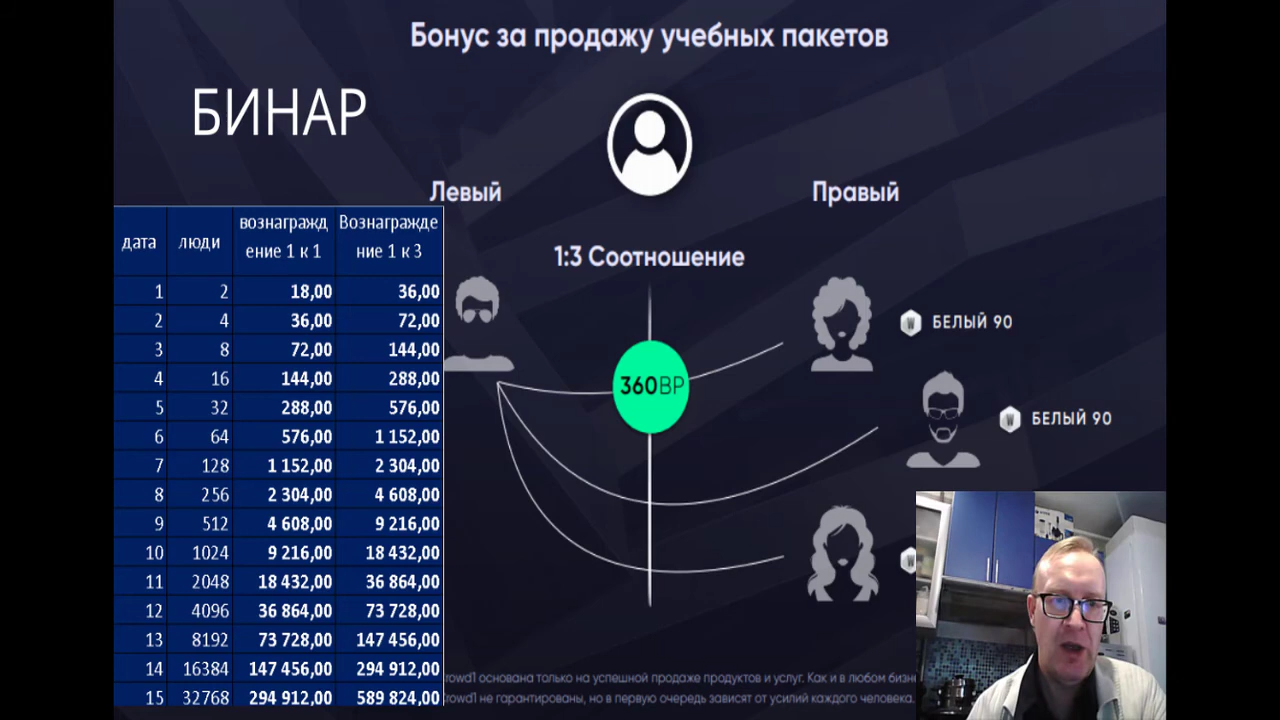 Бонус за продажу учебных пакетов
БИНАР
Левый
Правый
1:3 Соотношение
дата люди вознагражд ение 1 к 1 Вознагражде ние 1 к 3
1 2 18,00 36,00
2 4 36,00 72,00
3 8 72,00 144,00
4 16 144,00 288,00
5 32 288,00 576,00
6 64 576,00 1 152,00
7 128 1 152,00 2 304,00
8 256 2 304,00 4 608,00
9 512 4 608,00 9 216,00
10 1024 9 216,00 18 432,00
11 2048 18 432,00 36 864,00
12 4096 36 864,00 73 728,00
13 8192 73 728,00 147 456,00
14 16384 147 456,00 294 912,00
15 32768 294 912,00 589 824,00
БЕЛЫЙ 90
360BP
БЕЛЫЙ 90
rowd1 основана только на успешной продаже продуктов и услуг. Как и в любом бизне
rowd1 не гарантированы, но в первую очередь зависят от усилий каждого человека.